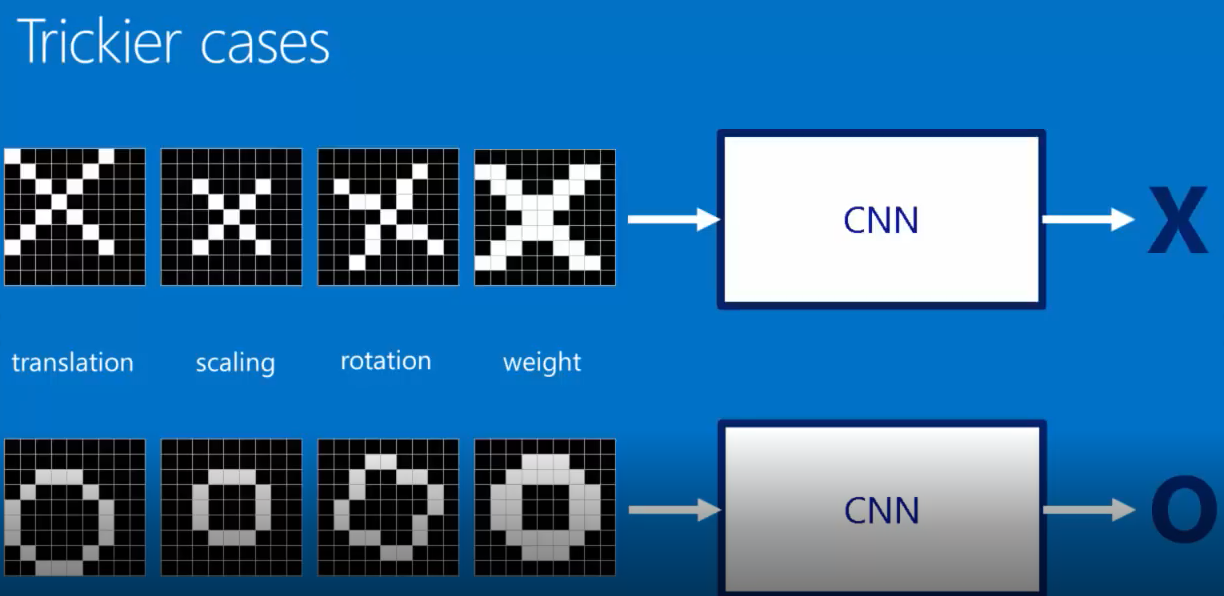 Trickier cases
CNN
X
translation
scaling
rotation
weight
CNN
O